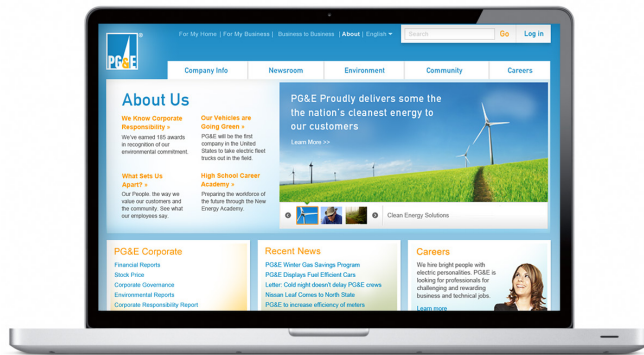 For My Home | For My Business | Business to Business | About | English
Search
Go
Log in
PG&E
®
Company Info
Newsroom
Environment
Community
Careers
About Us
We Know Corporate
Responsibility »
We've earned 185 awards
in recognition of our
environmental commitment.
Our Vehicles are
Going Green »
PG&E will be the first
company in the United
States to take electric fleet
trucks out in the field.
What Sets Us
Apart? »
Our People, the way we
value our customers and
the community. See what
our employees say.
High School Career
Academy »
Preparing the workforce of
the future through the New
Energy Academy.
PG&E Proudly delivers some the
the nation's cleanest energy to
our customers
Learn More >>
Clean Energy Solutions
PG&E Corporate
Financial Reports
Stock Price
Corporate Governance
Environmental Reports
Corporate Responsibility Report
Recent News
PG&E Winter Gas Savings Program
PG&E Displays Fuel Efficient Cars
Letter: Cold night doesn't delay PG&E crews
Nissan Leaf Comes to North State
PG&E to increase efficiency of meters
Careers
We hire bright people with
electric personalities. PG&E is
looking for professionals for
challenging and rewarding
business and technical jobs.
Learn more